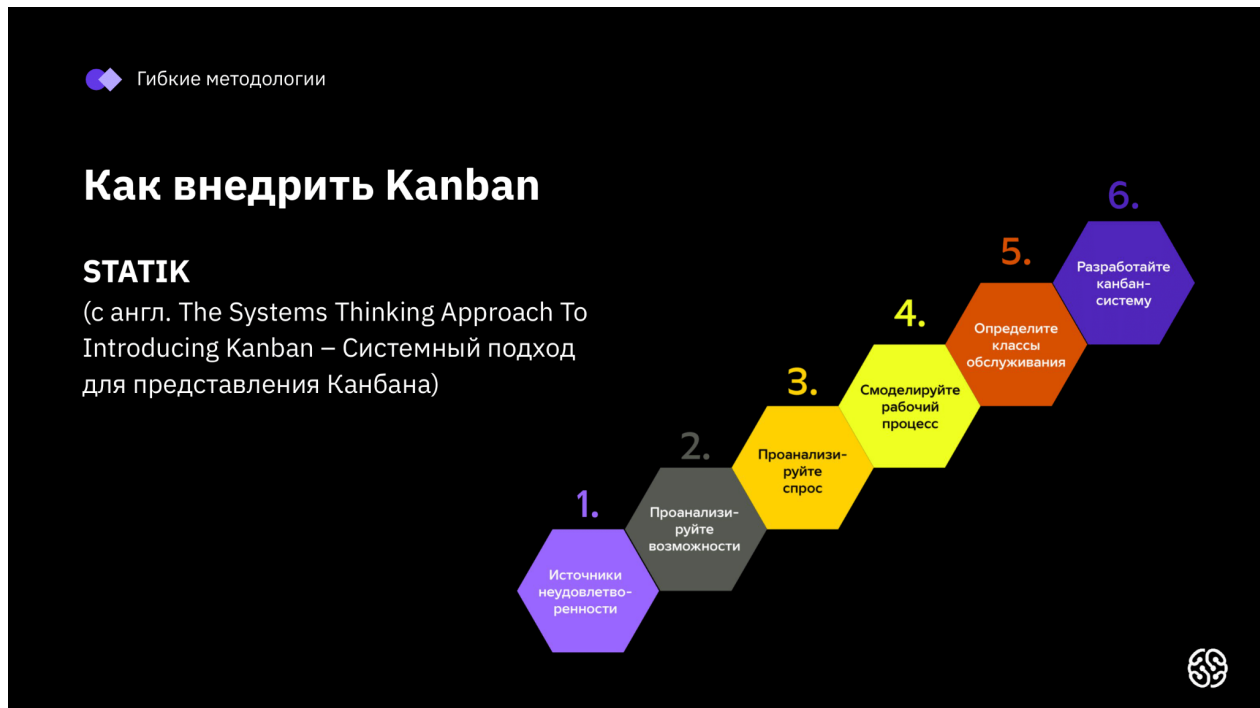 Гибкие методологии
Как внедрить Kanban
STATIK
(с англ. The Systems Thinking Approach To
Introducing Kanban – Системный подход
для представления Канбана)
1.
Источники
неудовлетво-
ренности
2.
Проанализи-
руйте
возможности
3.
Проанализи-
руйте
спрос
4.
Смоделируйте
рабочий
процесс
5.
Определите
классы
обслуживания
6.
Разработайте
канбан-
систему